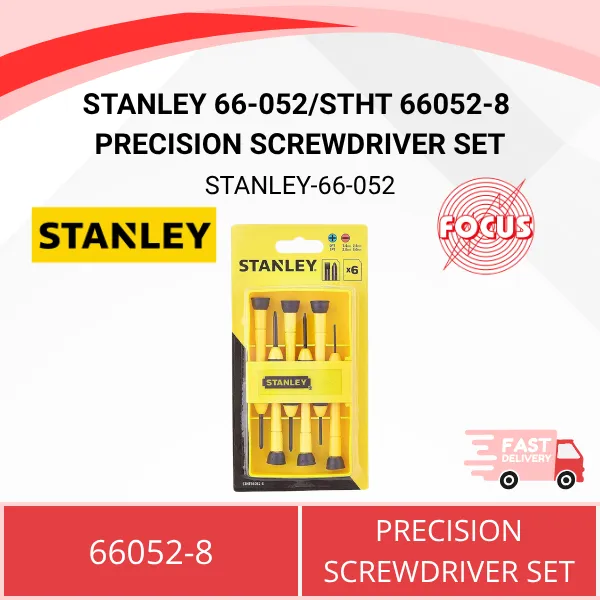 STANLEY 66-052/STHT 66052-8
PRECISION SCREWDRIVER SET
STANLEY-66-052
STANLEY
FOCUS
STANLEY
x6
STANLEY
FAST
DELIVERY
66052-8
PRECISION
SCREWDRIVER SET